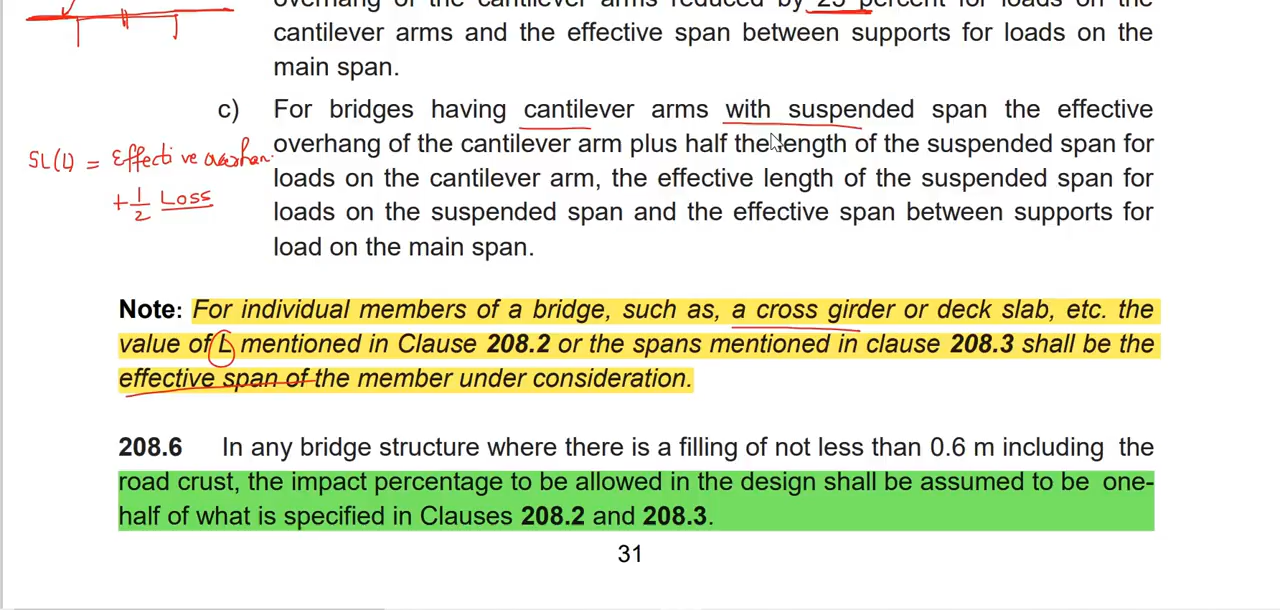 overhang of the cantilever arms reduced by 25 percent for loads on the
cantilever arms and the effective span between supports for loads on the
main span.
c) For bridges having cantilever arms with suspended span the effective
overhang of the cantilever arm plus half the length of the suspended span for
loads on the cantilever arm, the effective length of the suspended span for
loads on the suspended span and the effective span between supports for
load on the main span.
SL(L) = Effective overhan.
+ 1/2 Loss
Note: For individual members of a bridge, such as, a cross girder or deck slab, etc. the
value of L mentioned in Clause 208.2 or the spans mentioned in clause 208.3 shall be the
effective span of the member under consideration.
208.6 In any bridge structure where there is a filling of not less than 0.6 m including the
road crust, the impact percentage to be allowed in the design shall be assumed to be one-
half of what is specified in Clauses 208.2 and 208.3.
31